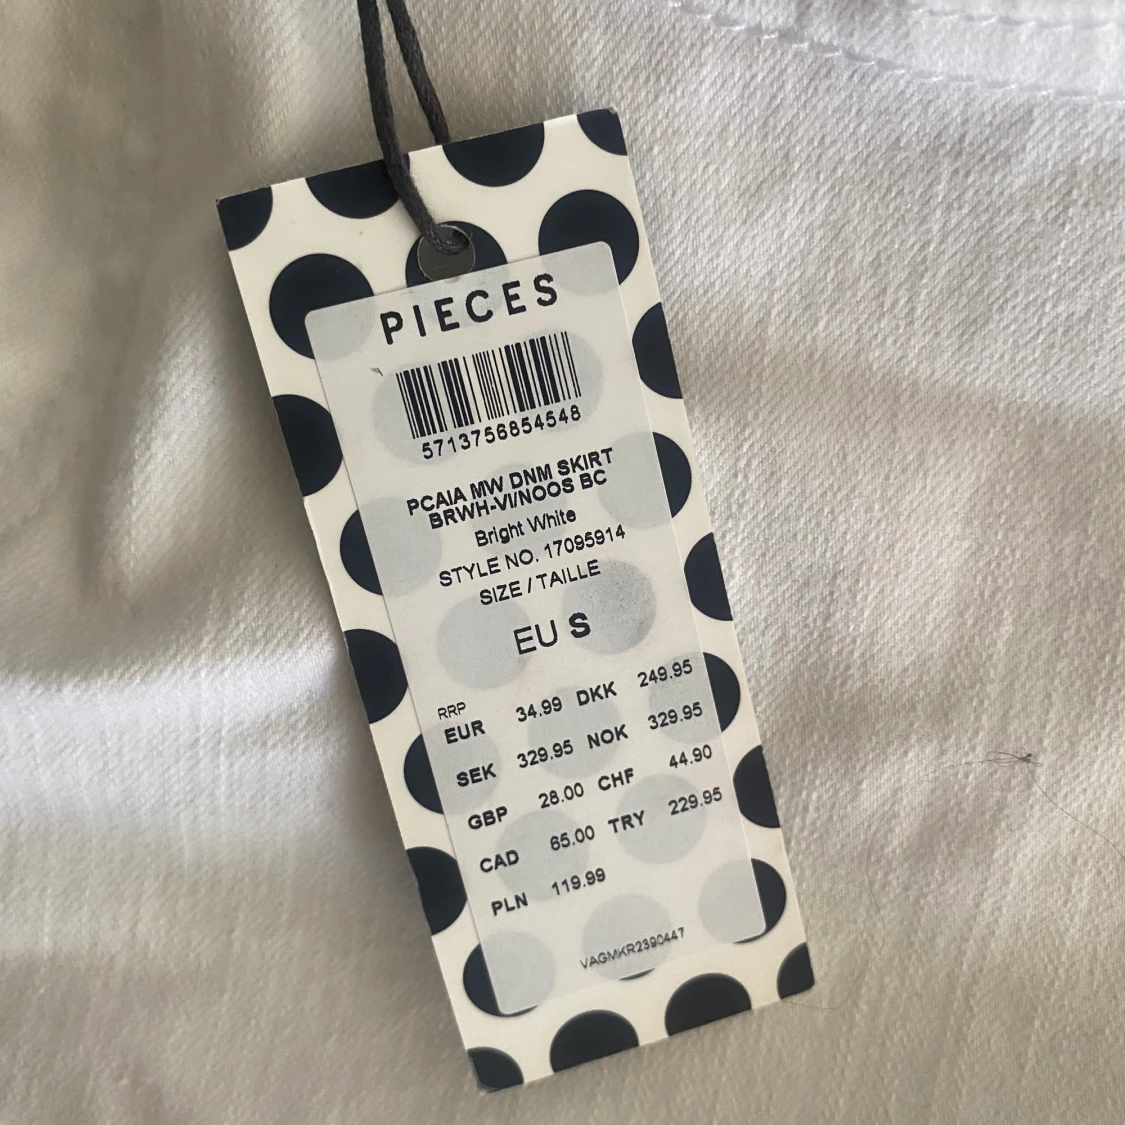 PIECES
5713756854548
PCAIA MW DNM SKIRT
BRWH-VI/NOOS BC
Bright White
STYLE NO. 17095914
SIZE / TAILLE
EU S
RRP
EUR 34.99 DKK 249.95
SEK 329.95 NOK 329.95
GBP 28.00 CHF 44.90
CAD 65.00 TRY 229.95
PLN 119.99
VAGMKR2390447